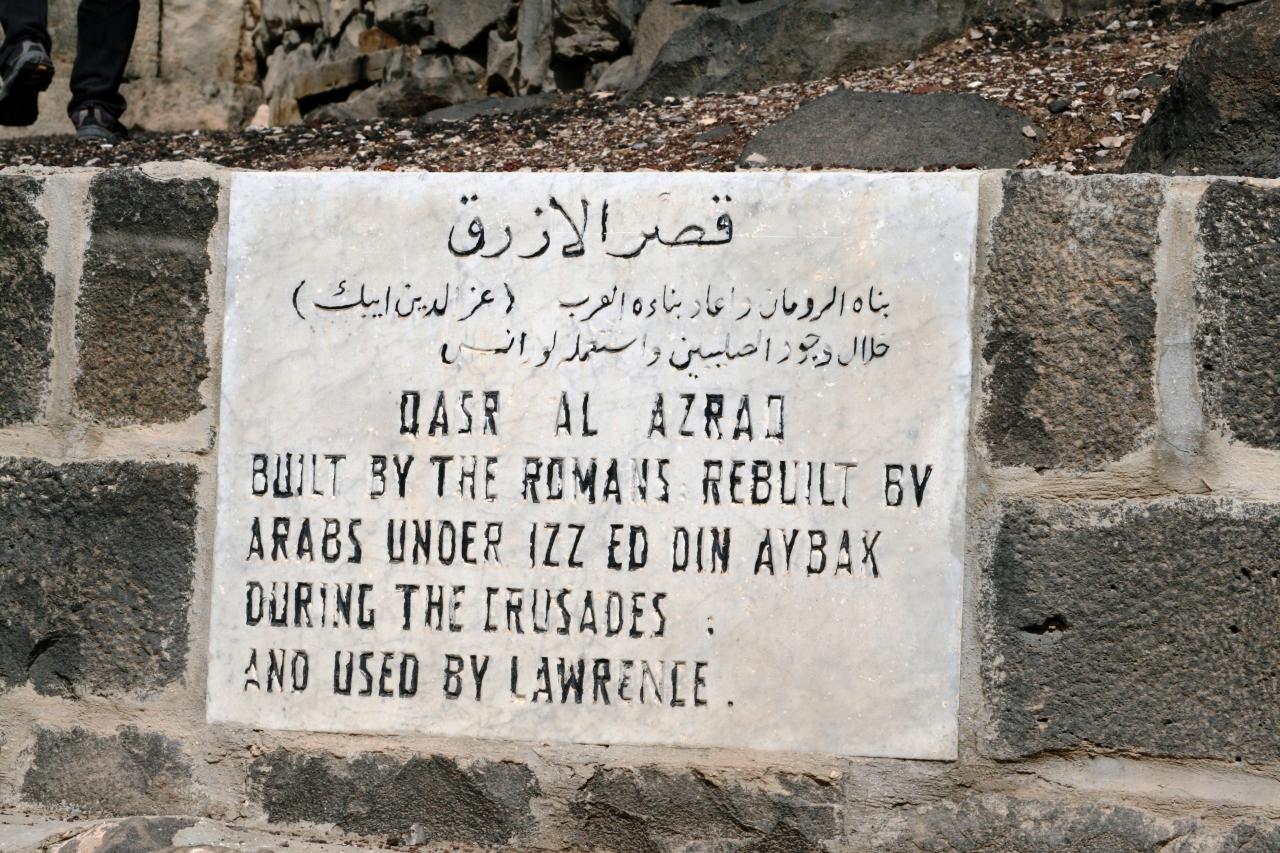 قصر الازرق
بناه الرومان واعاد بناءه العرب (عز الدين ايبك)
خلال وجود الصليبين واستعمله لورانس
QASR AL AZRAQ
BUILT BY THE ROMANS REBUILT BY
ARABS UNDER IZZ ED DIN AYBAK
DURING THE CRUSADES .
AND USED BY LAWRENCE .